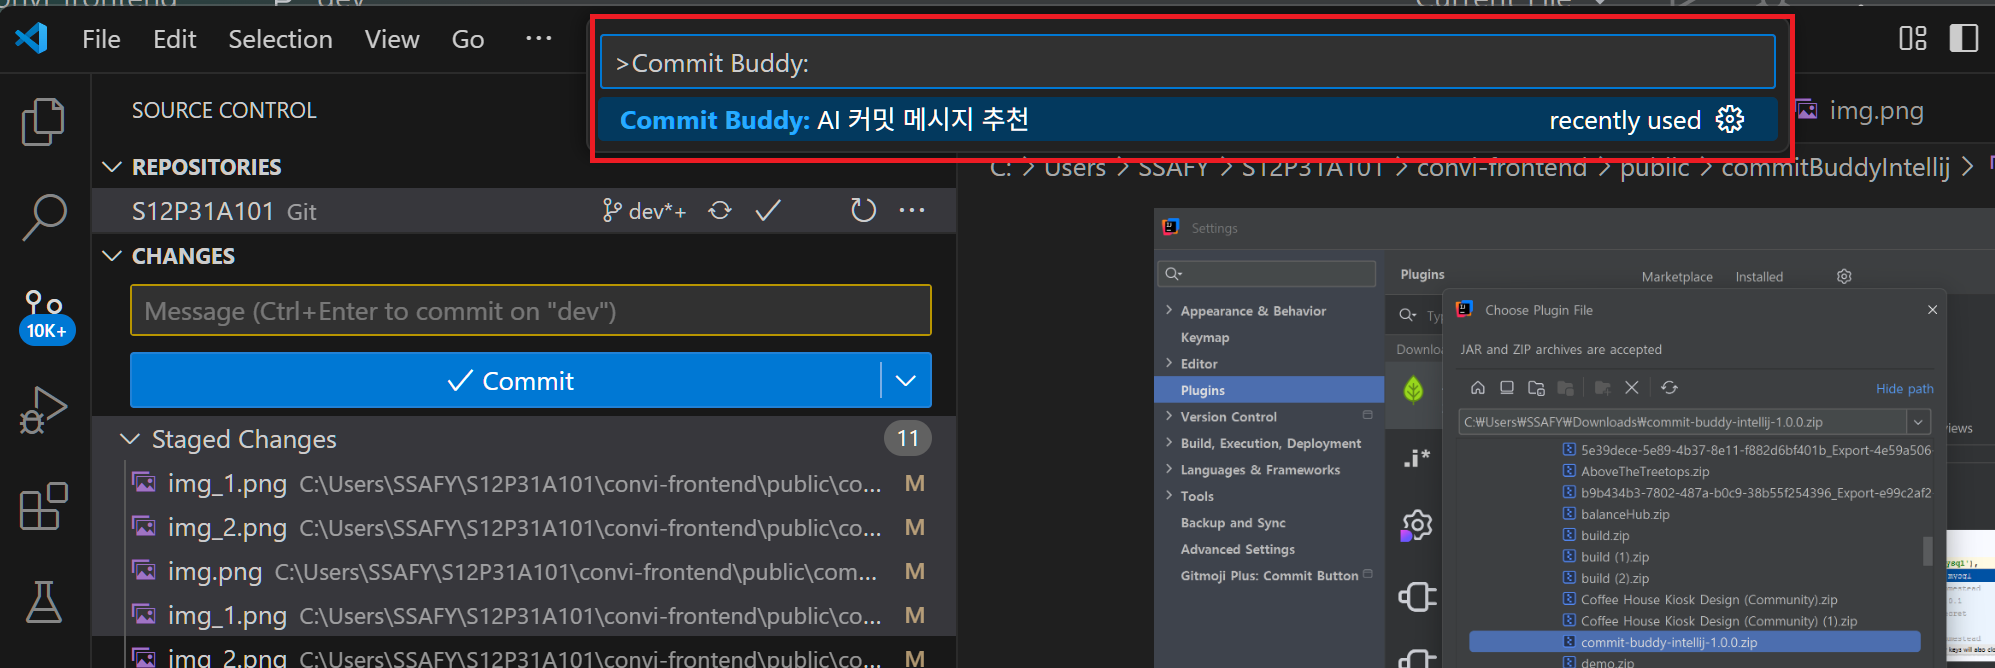 File Edit Selection View Go ...
>Commit Buddy:
Commit Buddy: AI 커밋 메시지 추천 recently used
SOURCE CONTROL
REPOSITORIES
S12P31A101 Git dev*+
CHANGES
Message (Ctrl+Enter to commit on "dev")
Commit
Staged Changes 11
img_1.png C:\Users\SSAFY\S12P31A101\convi-frontend\public\co... M
img_2.png C:\Users\SSAFY\S12P31A101\convi-frontend\public\co... M
img.png C:\Users\SSAFY\S12P31A101\convi-frontend\public\com... M
img_1.png C:\Users\SSAFY\S12P31A101\convi-frontend\public\co... M
img_2.png C:\Users\SSAFY\S12P31A101\convi-frontend\public\co... M
10K+
img.png
C: > Users > SSAFY > S12P31A101 > convi-frontend > public > commitBuddyIntellij >
Settings
Appearance & Behavior
Keymap
Editor
Plugins
Version Control
Build, Execution, Deployment
Languages & Frameworks
Tools
Backup and Sync
Advanced Settings
Gitmoji Plus: Commit Button
Plugins Marketplace Installed
Choose Plugin File
JAR and ZIP archives are accepted
Hide path
C:₩Users₩SSAFY₩Downloads₩commit-buddy-intellij-1.0.0.zip
5e39dece-5e89-4b37-8e11-f882d6bf401b_Export-4e59a506
AboveTheTreetops.zip
b9b434b3-7802-487a-b0c9-38b55f254396_Export-e99c2af2
balanceHub.zip
build.zip
build (1).zip
build (2).zip
Coffee House Kiosk Design (Community).zip
Coffee House Kiosk Design (Community) (1).zip
commit-buddy-intellij-1.0.0.zip
demo.zip